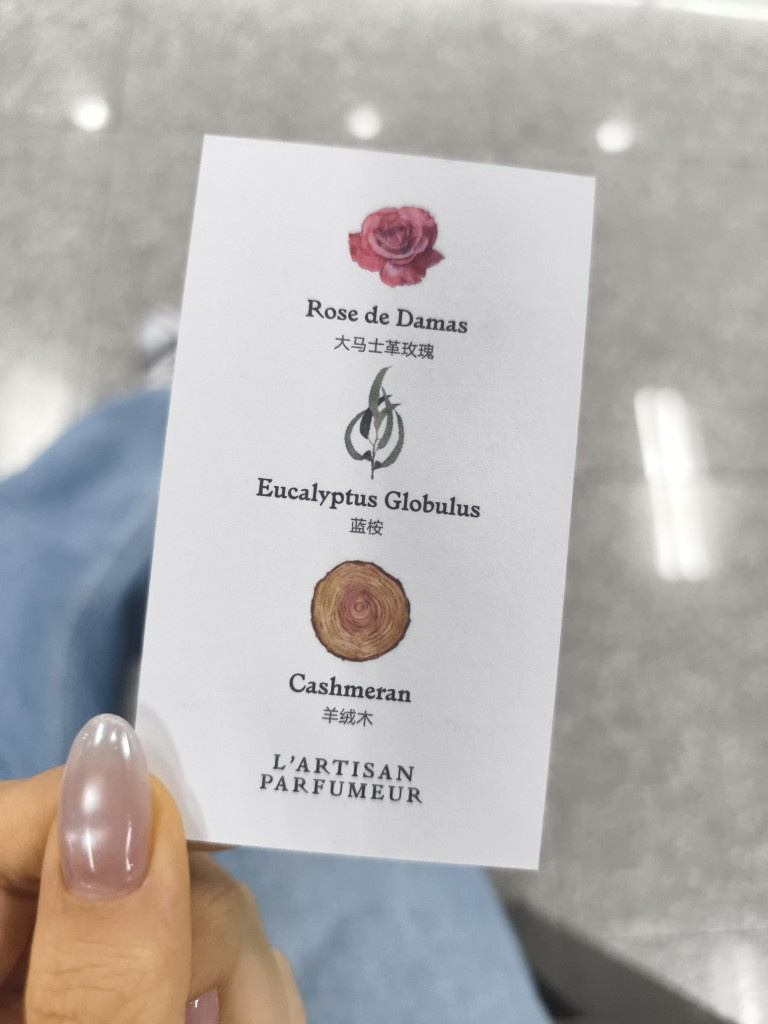 Rose de Damas
大马士革玫瑰
Eucalyptus Globulus
蓝桉
Cashmeran
羊绒木
L'ARTISAN
PARFUMEUR